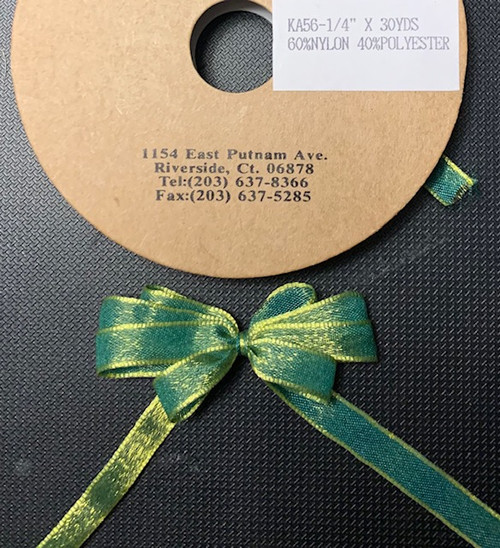 KA56-1/4" X 30YDS
60%NYLON 40%POLYESTER
1154 East Putnam Ave.
Riverside, Ct. 06878
Tel:(203) 637-8366
Fax:(203) 637-5285